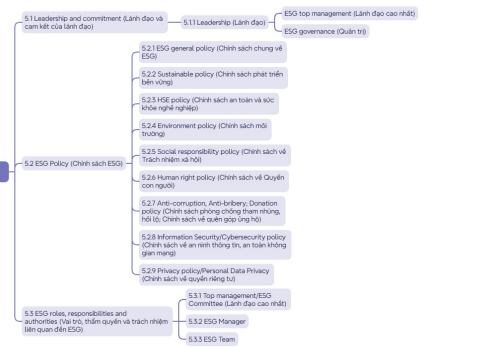 5.1 Leadership and commitment (Lãnh đạo và
cam kết của lãnh đạo)
5.1.1 Leadership (Lãnh đạo)
ESG top management (Lãnh đạo cao nhất)
ESG governance (Quản trị)
5.2 ESG Policy (Chính sách ESG)
5.2.1 ESG general policy (Chính sách chung về
ESG)
5.2.2 Sustainable policy (Chính sách phát triển
bền vững)
5.2.3 HSE policy (Chính sách an toàn và sức
khỏe nghề nghiệp)
5.2.4 Environment policy (Chính sách môi
trường)
5.2.5 Social responsibility policy (Chính sách về
Trách nhiệm xã hội)
5.2.6 Human right policy (Chính sách về Quyền
con người)
5.2.7 Anti-corruption, Anti-bribery; Donation
policy (Chính sách phòng chống tham nhũng,
hối lộ; Chính sách về quên góp ủng hộ)
5.2.8 Information Security/Cybersecurity policy
(Chính sách về an ninh thông tin, an toàn không
gian mạng)
5.2.9 Privacy policy/Personal Data Privacy
(Chính sách về quyền riêng tư)
5.3 ESG roles, responsibilities and
authorities (Vai trò, thẩm quyền và trách nhiệm
liên quan đến ESG)
5.3.1 Top management/ESG
Committee (Lãnh đạo cao nhất)
5.3.2 ESG Manager
5.3.3 ESG Team